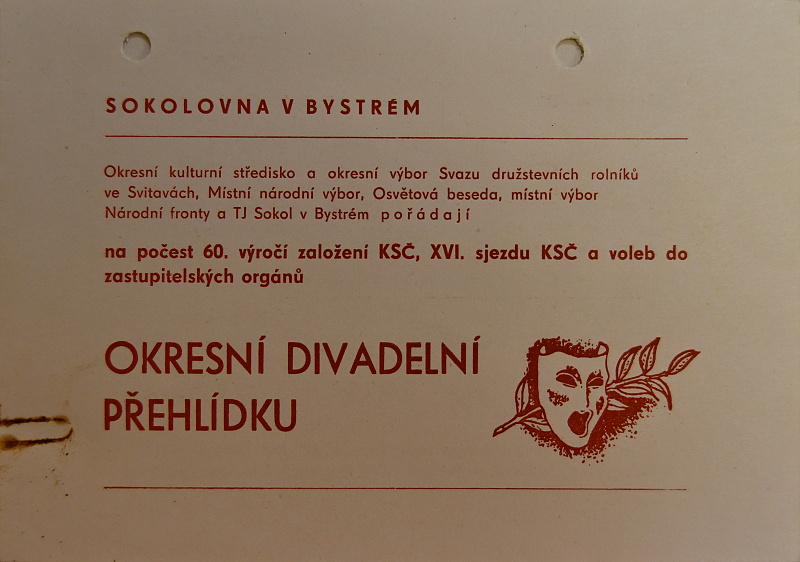 SOKOLOVNA V BYSTRÉM
Okresní kulturní středisko a okresní výbor Svazu družstevních rolníků
ve Svitavách, Místní národní výbor, Osvětová beseda, místní výbor
Národní fronty a TJ Sokol v Bystrém pořádají
na počest 60. výročí založení KSČ, XVI. sjezdu KSČ a voleb do
zastupitelských orgánů
OKRESNÍ DIVADELNÍ
PŘEHLÍDKU